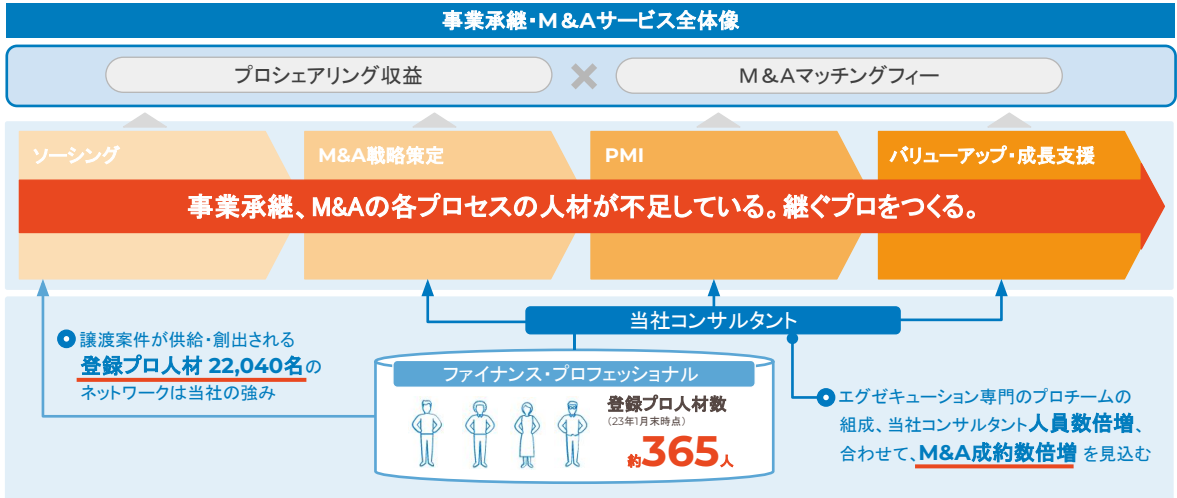 事業承継・M&Aサービス全体像
プロシェアリング収益
M&Aマッチングフィー
ソーシング
M&A戦略策定
PMI
バリューアップ・成長支援
事業承継、M&Aの各プロセスの人材が不足している。継ぐプロをつくる。
当社コンサルタント
譲渡案件が供給・創出される
登録プロ人材 22,040名の
ネットワークは当社の強み
ファイナンス・プロフェッショナル
登録プロ人材数
(23年1月末時点)
約365人
エグゼキューション専門のプロチームの
組成、当社コンサルタント人員数倍増、
合わせて、M&A成約数倍増 を見込む